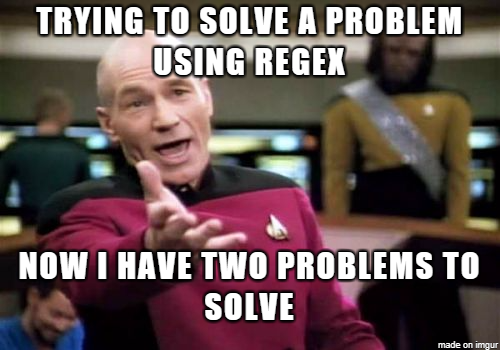 TRYING TO SOLVE A PROBLEM
USING REGEX
NOW I HAVE TWO PROBLEMS TO
SOLVE
made on imgur